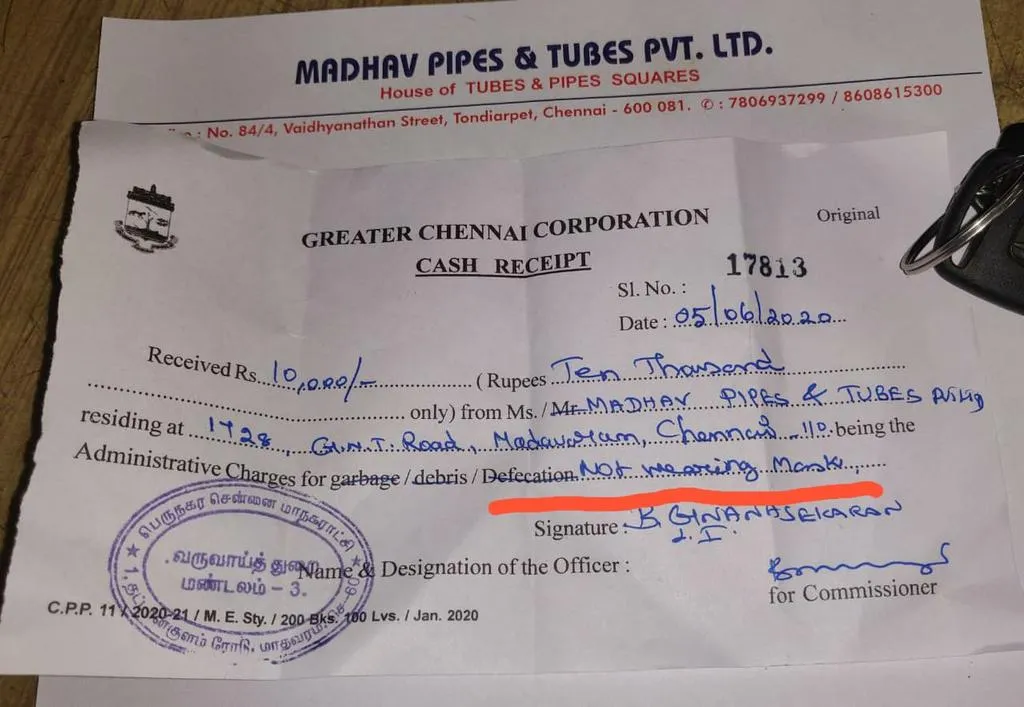 MADHAV PIPES & TUBES PVT. LTD.
House of TUBES & PIPES SQUARES
: No. 84/4, Vaidhyanathan Street, Tondiarpet, Chennai - 600 081. ✆ : 7806937299 / 8608615300
Original
GREATER CHENNAI CORPORATION
CASH RECEIPT
17813
Sl. No. :
Date : 05/06/2020
Received Rs. 10,000/- (Rupees Ten Thousand
only) from Ms. / Mr. MADHAV PIPES & TUBES
residing at 1728, G.N.T. Road, Madavaram, Chennai - 110. being the
Administrative Charges for garbage / debris / Defecation Not wearing Mask
Signature : B GNANASEKARAN
பெருநகர சென்னை மாநகராட்சி
வருவாய்த் துறை
மண்டலம் - 3.
Name & Designation of the Officer :
for Commissioner
C.P.P. 11 / 2020-21 / M. E. Sty. / 200 Bks. 100 Lvs. / Jan. 2020